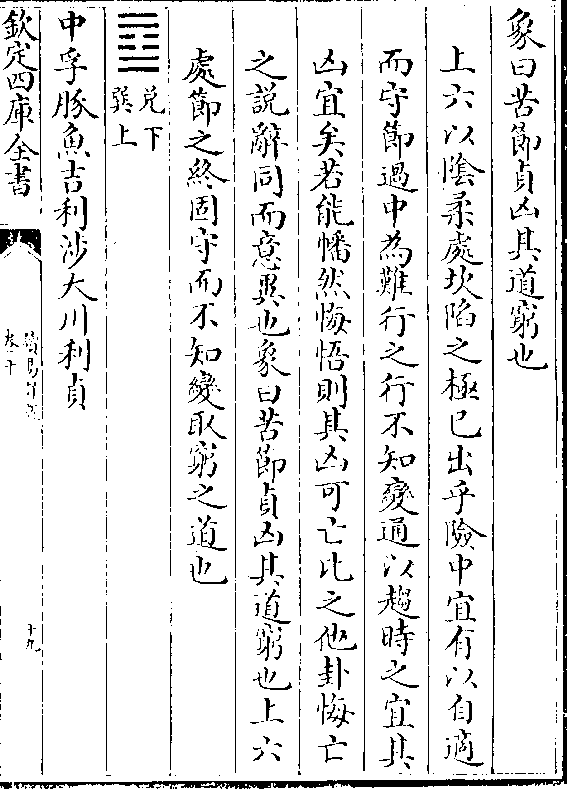 象曰苦節貞凶其道窮也
上六以陰柔處坎陷之極已出乎險中宜有以自適
而守節過中為難行之行不知變通以趨時之宜其
凶宜矣若能幡然悔悟則其凶可亡比之他卦悔亡
之說辭同而意異也象曰苦節貞凶其道窮也上六
處節之終固守而不知變取窮之道也
兌下
巽上
中孚豚魚吉利涉大川利貞
欽定四庫全書
卷十
十九